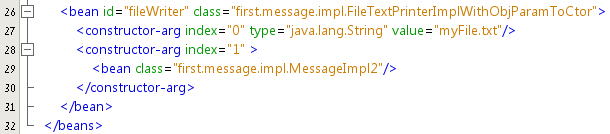 26 <bean id="fileWriter" class="first.message.impl.FileTextPrinterImplWithObjParamToCtor">
27 <constructor-arg index="0" type="java.lang.String" value="myFile.txt"/>
28 <constructor-arg index="1" >
29 <bean class="first.message.impl.MessageImpl2"/>
30 </constructor-arg>
31 </bean>
32 </beans>